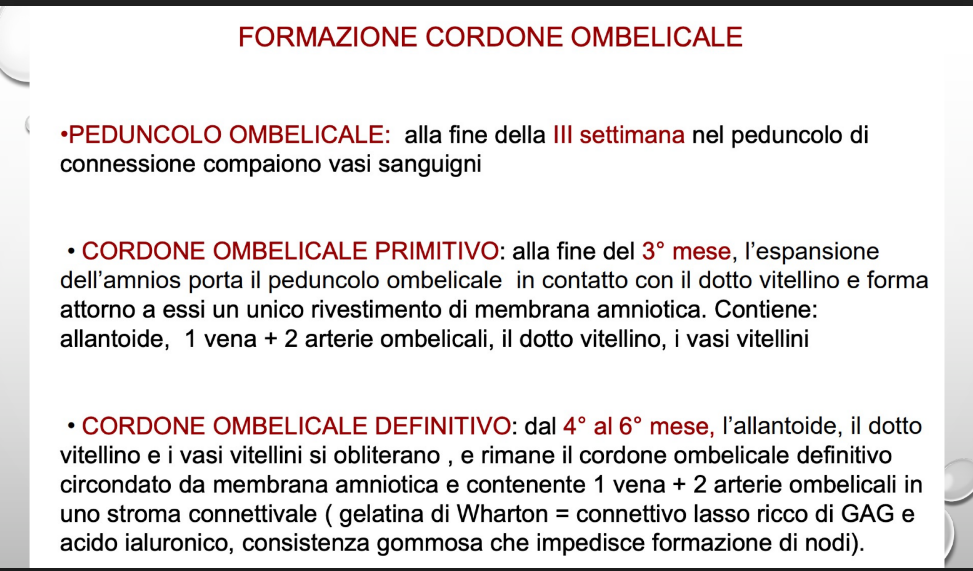 FORMAZIONE CORDONE OMBELICALE
•PEDUNCOLO OMBELICALE: alla fine della III settimana nel peduncolo di
connessione compaiono vasi sanguigni
• CORDONE OMBELICALE PRIMITIVO: alla fine del 3° mese, l'espansione
dell'amnios porta il peduncolo ombelicale in contatto con il dotto vitellino e forma
attorno a essi un unico rivestimento di membrana amniotica. Contiene:
allantoide, 1 vena + 2 arterie ombelicali, il dotto vitellino, i vasi vitellini
• CORDONE OMBELICALE DEFINITIVO: dal 4° al 6° mese, l'allantoide, il dotto
vitellino e i vasi vitellini si obliterano , e rimane il cordone ombelicale definitivo
circondato da membrana amniotica e contenente 1 vena + 2 arterie ombelicali in
uno stroma connettivale ( gelatina di Wharton = connettivo lasso ricco di GAG e
acido ialuronico, consistenza gommosa che impedisce formazione di nodi).